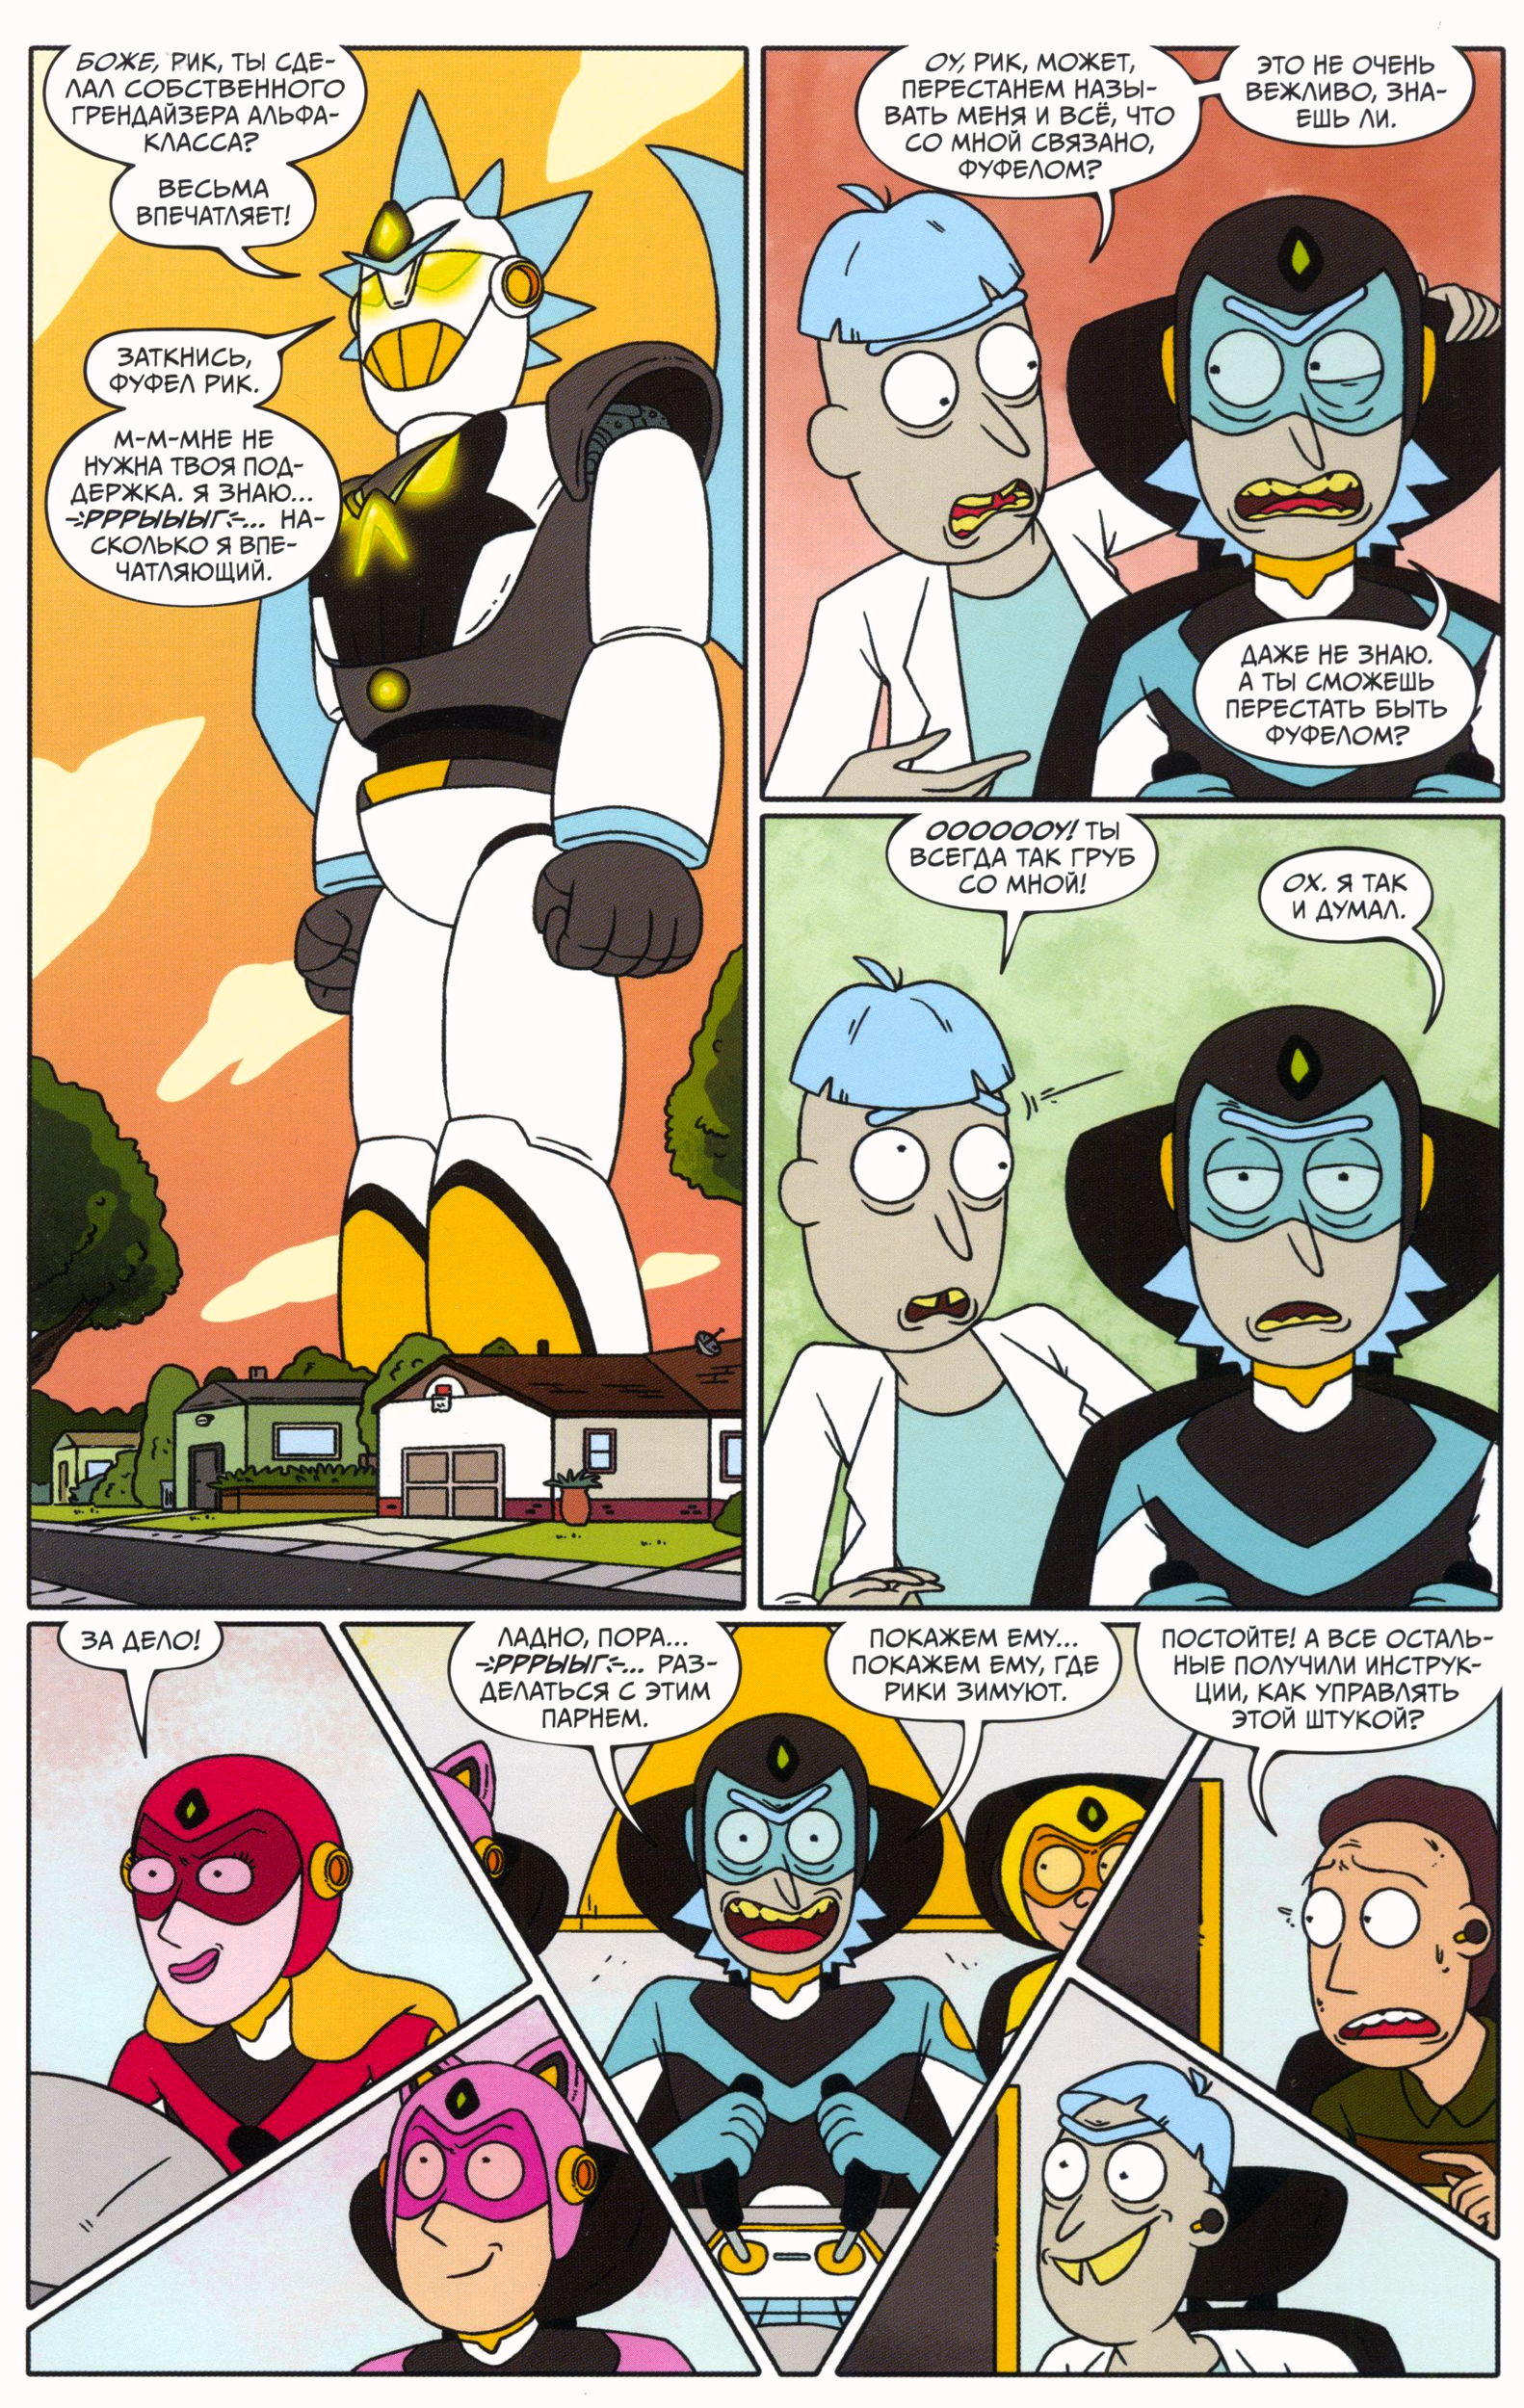 БОЖЕ, РИК, ТЫ СДЕ-
ЛАЛ СОБСТВЕННОГО
ГРЕНДАЙЗЕРА АЛЬФА-
КЛАССА?
ВЕСЬМА
ВПЕЧАТЛЯЕТ!
ЗАТКНИСЬ,
ФУФЕЛ РИК.
М-М-МНЕ НЕ
НУЖНА ТВОЯ ПОД-
ДЕРЖКА. Я ЗНАЮ...
РРРЫЫЫГ... НА-
СКОЛЬКО Я ВПЕ-
ЧАТЛЯЮЩИЙ.
ОУ, РИК, МОЖЕТ,
ПЕРЕСТАНЕМ НАЗЫ-
ВАТЬ МЕНЯ И ВСЁ, ЧТО
СО МНОЙ СВЯЗАНО,
ФУФЕЛОМ?
ЭТО НЕ ОЧЕНЬ
ВЕЖЛИВО, ЗНА-
ЕШЬ ЛИ.
ДАЖЕ НЕ ЗНАЮ.
А ТЫ СМОЖЕШЬ
ПЕРЕСТАТЬ БЫТЬ
ФУФЕЛОМ?
ООООООУ! ТЫ
ВСЕГДА ТАК ГРУБ
СО МНОЙ!
ОХ. Я ТАК
И ДУМАЛ.
ЗА ДЕЛО!
ЛАДНО, ПОРА...
РРРЫЫГ... РАЗ-
ДЕЛАТЬСЯ С ЭТИМ
ПАРНЕМ.
ПОКАЖЕМ ЕМУ...
ПОКАЖЕМ ЕМУ, ГДЕ
РИКИ ЗИМУЮТ.
ПОСТОЙТЕ! А ВСЕ ОСТАЛЬ-
НЫЕ ПОЛУЧИЛИ ИНСТРУК-
ЦИИ, КАК УПРАВЛЯТЬ
ЭТОЙ ШТУКОЙ?